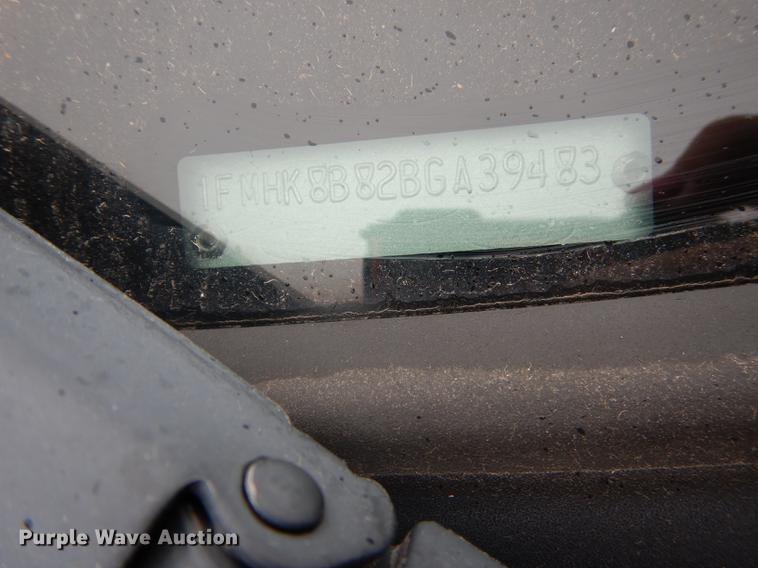 1FMHK8B82BGA39483
Purple Wave Auction